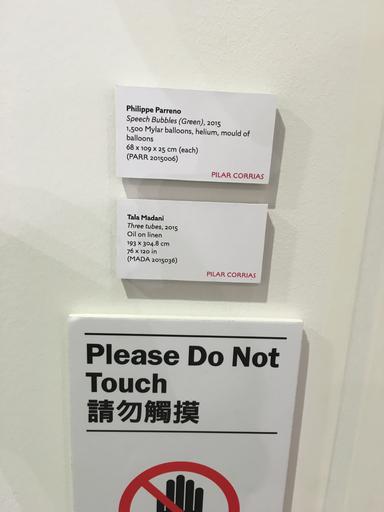 Philippe Parreno
Speech Bubbles (Green), 2015
1,500 Mylar balloons, helium, mould of
balloons
68 x 109 x 25 cm (each)
(PARR 2015006)
PILAR CORRIAS
Tala Madani
Three tubes, 2015
Oil on linen
193 x 304.8 cm
76 x 120 in
(MADA 2015036)
PILAR CORRIAS
Please Do Not
Touch
請勿觸摸